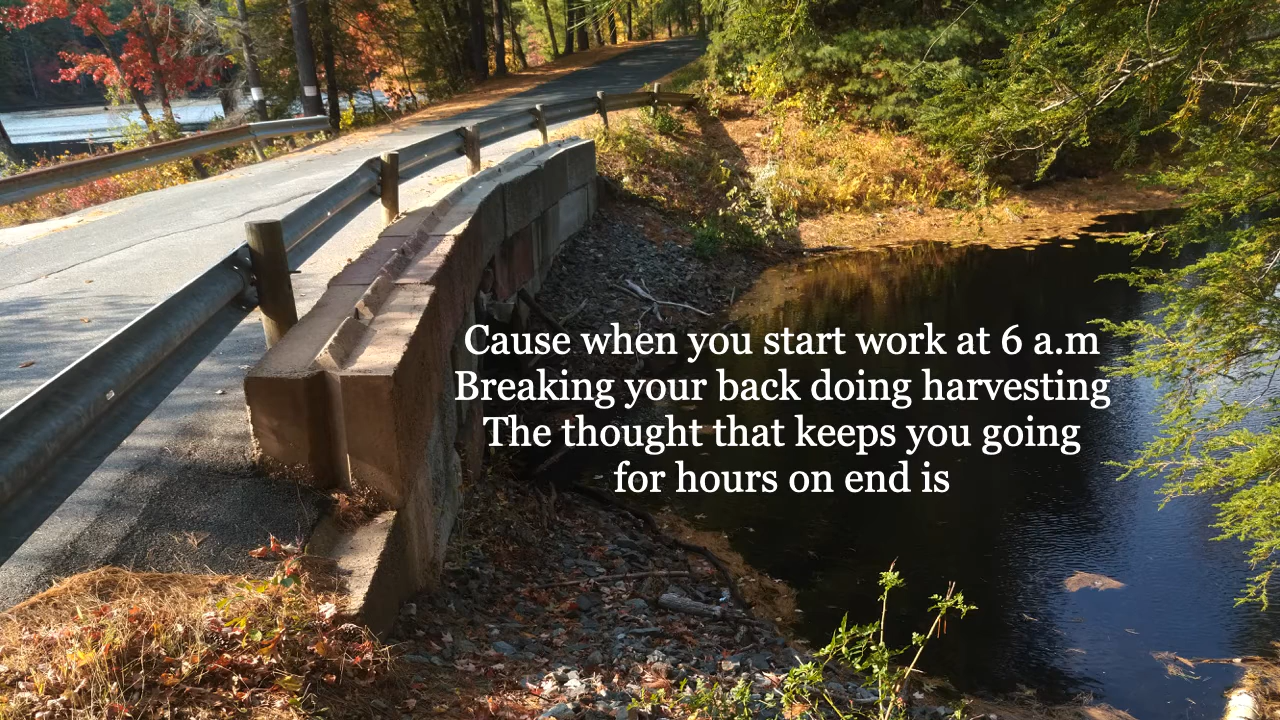 Cause when you start work at 6 a.m
Breaking your back doing harvesting
The thought that keeps you going
for hours on end is